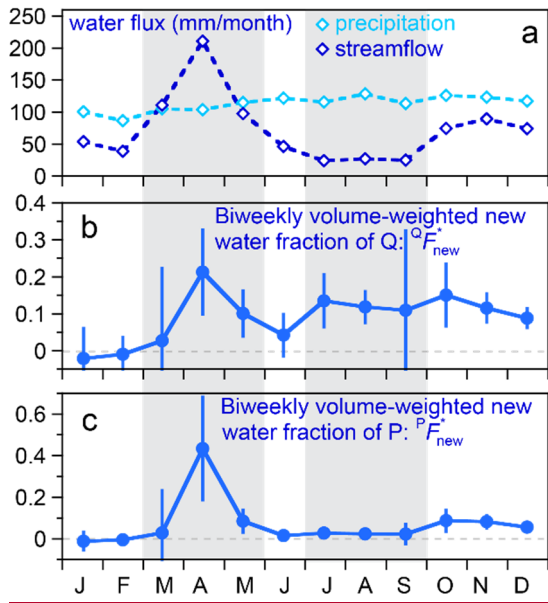 water flux (mm/month)
precipitation
streamflow
a
250
200
150
100
50
0
b
Biweekly volume-weighted new
water fraction of Q: QF*new
0.4
0.3
0.2
0.1
0
c
Biweekly volume-weighted new
water fraction of P: PF*new
0.6
0.4
0.2
0
J F M A M J J A S O N D